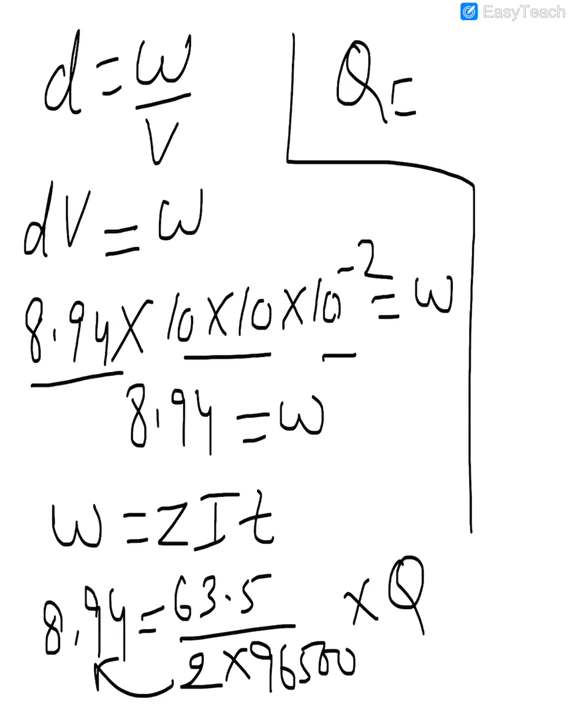 EasyTeach
d = w/V
Q =
dV = w
8.94 X 10 X 10 X 10^-2 = w
8.94 = w
w = ZIt
8.94 = 63.5/2 X 96500 x Q